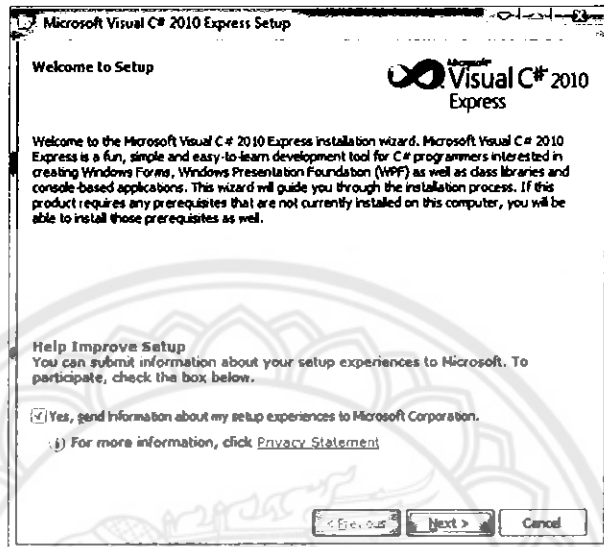 Microsoft Visual C# 2010 Express Setup
Welcome to Setup
Microsoft
Visual C# 2010
Express
Welcome to the Microsoft Visual C# 2010 Express installation wizard. Microsoft Visual C# 2010
Express is a fun, simple and easy-to-learn development tool for C# programmers interested in
creating Windows Forms, Windows Presentation Foundation (WPF) as well as class libraries and
console-based applications. This wizard will guide you through the installation process. If this
product requires any prerequisites that are not currently installed on this computer, you will be
able to install those prerequisites as well.
Help Improve Setup
You can submit information about your setup experiences to Microsoft. To
participate, check the box below.
Yes, send information about my setup experiences to Microsoft Corporation.
For more information, click Privacy Statement
< Previous
Next >
Cancel